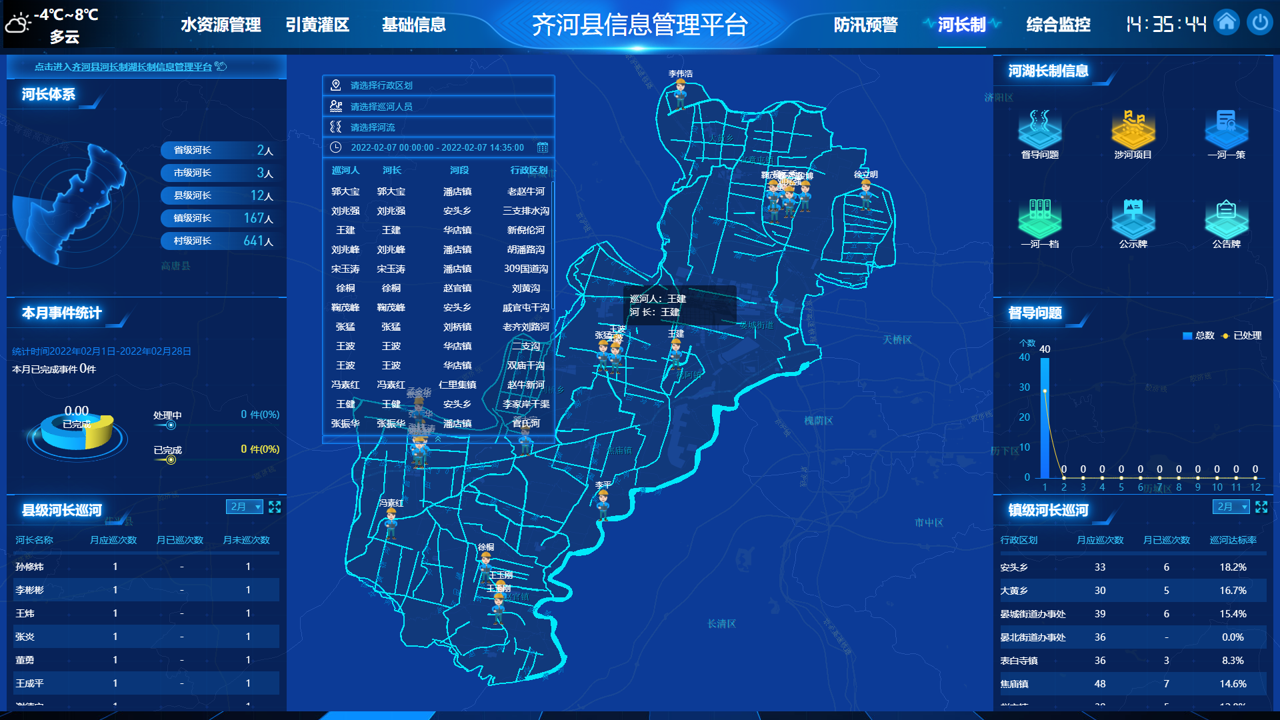 -4℃~8℃
多云
水资源管理
引黄灌区
基础信息
齐河县信息管理平台
防汛预警
河长制
综合监控
14:35:44
点击进入齐河县河长制湖长制信息管理平台
河长体系
省级河长 2人
市级河长 3人
县级河长 12人
镇级河长 167人
村级河长 641人
高唐县
本月事件统计
统计时间2022年02月1日-2022年02月28日
本月已完成事件 0件
0.00
已完成
处理中 0 件(0%)
已完成 0 件(0%)
县级河长巡河
2月
河长名称 月应巡次数 月已巡次数 月未巡次数
孙修炜 1 - 1
李彬彬 1 - 1
王炜 1 - 1
张炎 1 - 1
董勇 1 - 1
王成平 1 - 1
请选择行政区划
请选择巡河人员
请选择河流
2022-02-07 00:00:00 - 2022-02-07 14:35:00
巡河人 河长 河段 行政区划
郭大宝 郭大宝 潘店镇 老赵牛河
刘兆强 刘兆强 安头乡 三支排水沟
王建 王建 华店镇 新倪伦河
刘兆峰 刘兆峰 潘店镇 胡潘路沟
宋玉涛 宋玉涛 潘店镇 309国道沟
徐桐 徐桐 赵官镇 刘黄沟
鞠茂峰 鞠茂峰 安头乡 戚官屯干沟
张猛 张猛 刘桥镇 老齐刘路河
王波 王波 华店镇 二支沟
王波 王波 华店镇 双庙干沟
冯素红 冯素红 仁里集镇 赵牛新河
王健 王健 安头乡 李家岸干渠
张振华 张振华 潘店镇 官氏河
李伟浩
徐立明
巡河人：王建
河 长：王建
晏城街道
王波
张猛
王建
焦庙镇
李平
冯素红
徐桐
王玉刚
济阳区
天桥区
槐荫区
历下区
历城区
市中区
长清区
河湖长制信息
督导问题
涉河项目
一河一策
一河一档
公示牌
公告牌
督导问题
总数 已处理
个数
40
30
20
10
0
40
0 0 0 0 0 0 0 0 0 0 0
1 2 3 4 5 6 7 8 9 10 11 12
镇级河长巡河
2月
行政区划 月应巡次数 月已巡次数 巡河达标率
安头乡 33 6 18.2%
大黄乡 30 5 16.7%
晏城街道办事处 39 6 15.4%
晏北街道办事处 36 - 0.0%
表白寺镇 36 3 8.3%
焦庙镇 48 7 14.6%